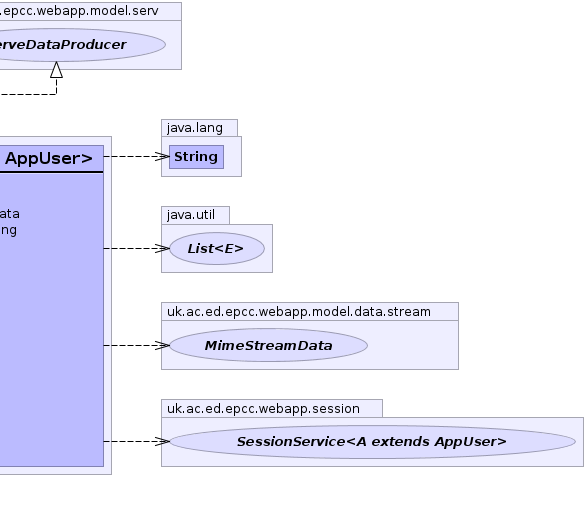 .epcc.webapp.model.serv
erveDataProducer
java.lang
AppUser>
String
java.util
ata
ng
List<E>
uk.ac.ed.epcc.webapp.model.data.stream
MimeStreamData
uk.ac.ed.epcc.webapp.session
SessionService<A extends AppUser>